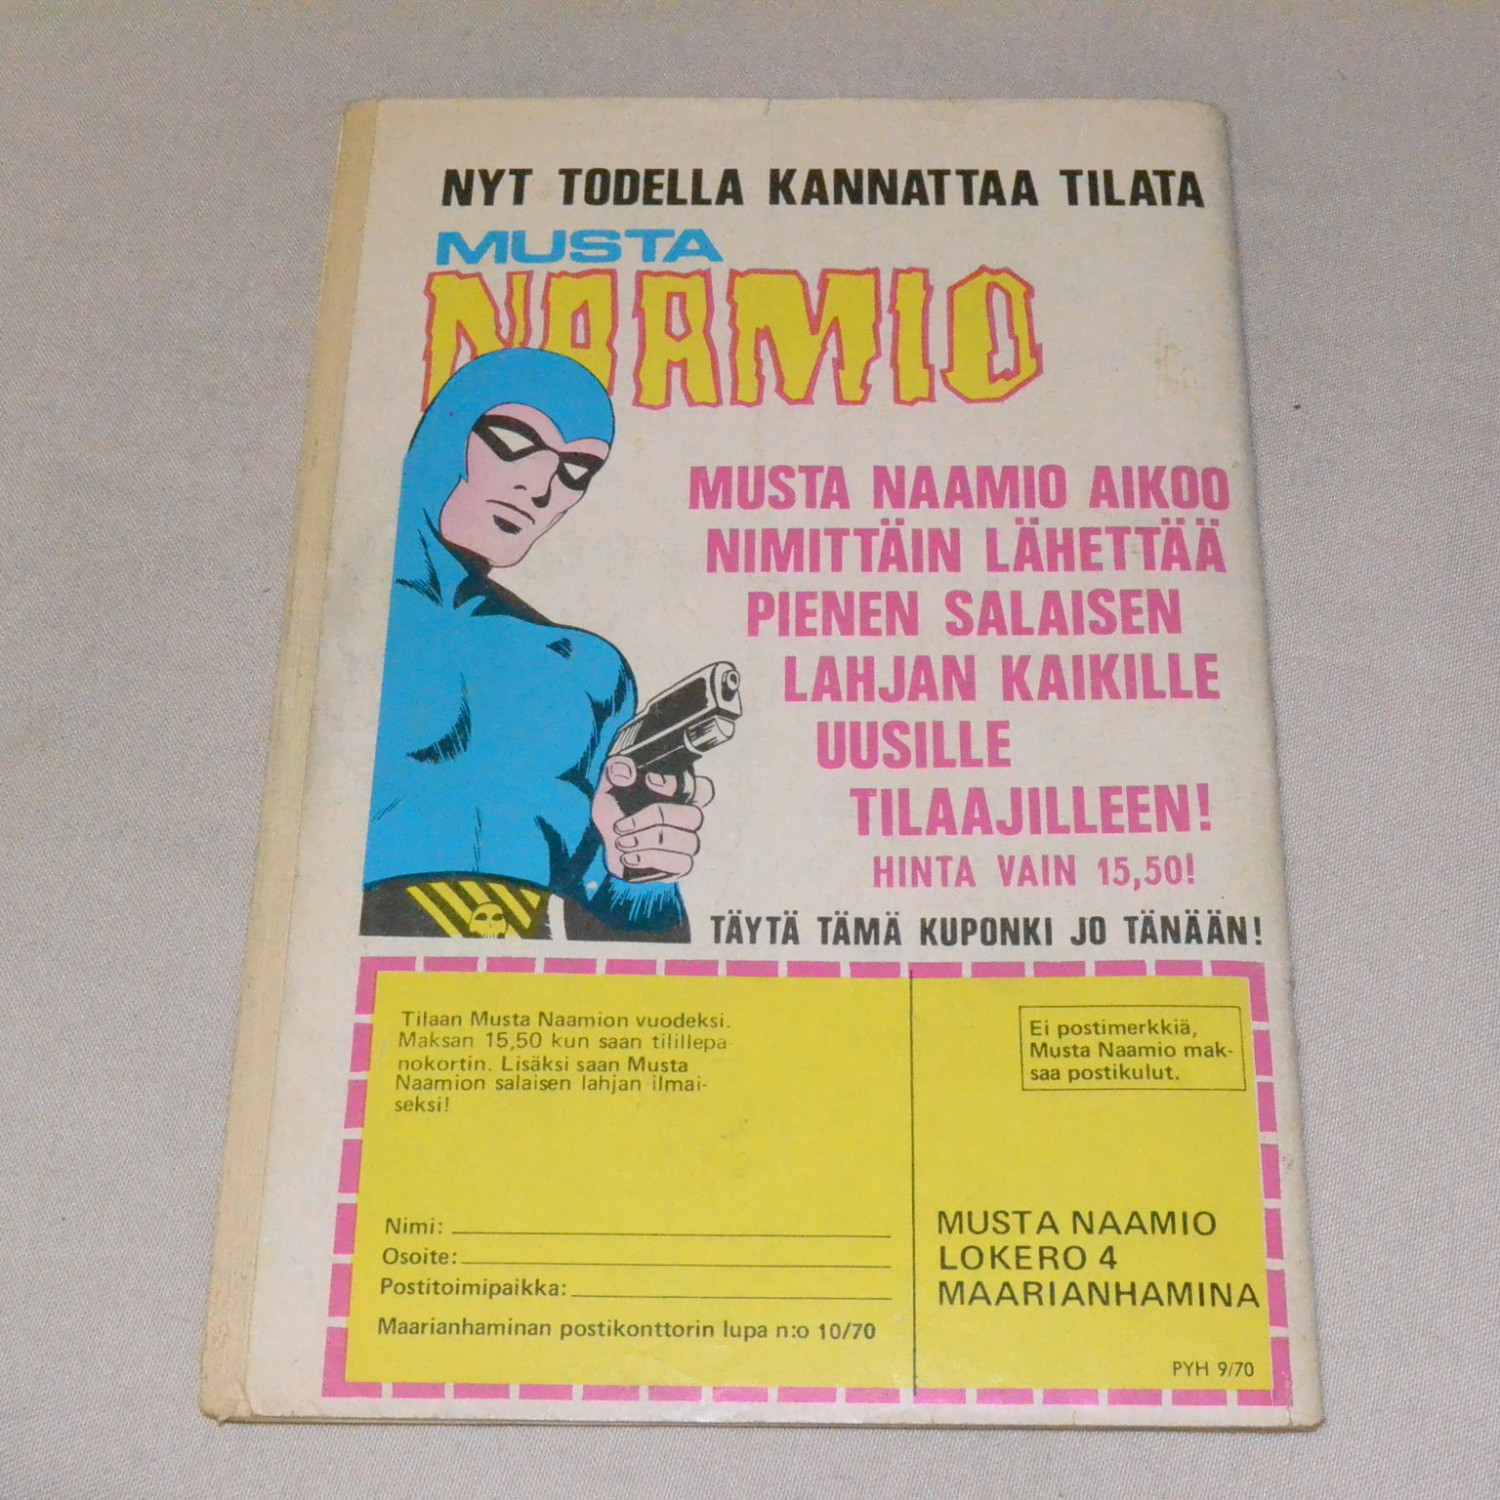 NYT TODELLA KANNATTAA TILATA
MUSTA
NAAMIO
MUSTA NAAMIO AIKOO
NIMITTÄIN LÄHETTÄÄ
PIENEN SALAISEN
LAHJAN KAIKILLE
UUSILLE
TILAAJILLEEN!
HINTA VAIN 15,50!
TÄYTÄ TÄMÄ KUPONKI JO TÄNÄÄN!
Tilaan Musta Naamion vuodeksi.
Maksan 15,50 kun saan tilillepa-
nokortin. Lisäksi saan Musta
Naamion salaisen lahjan ilmai-
seksi!
Nimi:
Osoite:
Postitoimipaikka:
Maarianhaminan postikonttorin lupa n:o 10/70
Ei postimerkkiä,
Musta Naamio mak-
saa postikulut.
MUSTA NAAMIO
LOKERO 4
MAARIANHAMINA
PYH 9/70